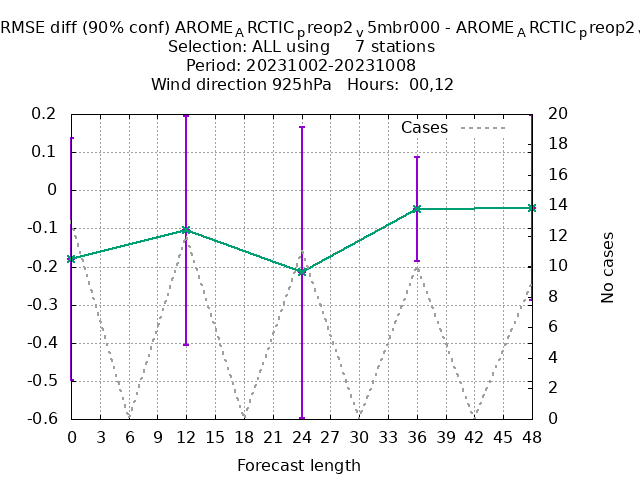 RMSE diff (90% conf) AROME_ARCTIC_preop2_v5mbr000 - AROME_ARCTIC_preop2
Selection: ALL using 7 stations
Period: 20231002-20231008
Wind direction 925hPa Hours: 00,12
Cases
0.2
0.1
0
-0.1
-0.2
-0.3
-0.4
-0.5
-0.6
20
18
16
14
12
10
8
6
4
2
0
No cases
0 3 6 9 12 15 18 21 24 27 30 33 36 39 42 45 48
Forecast length